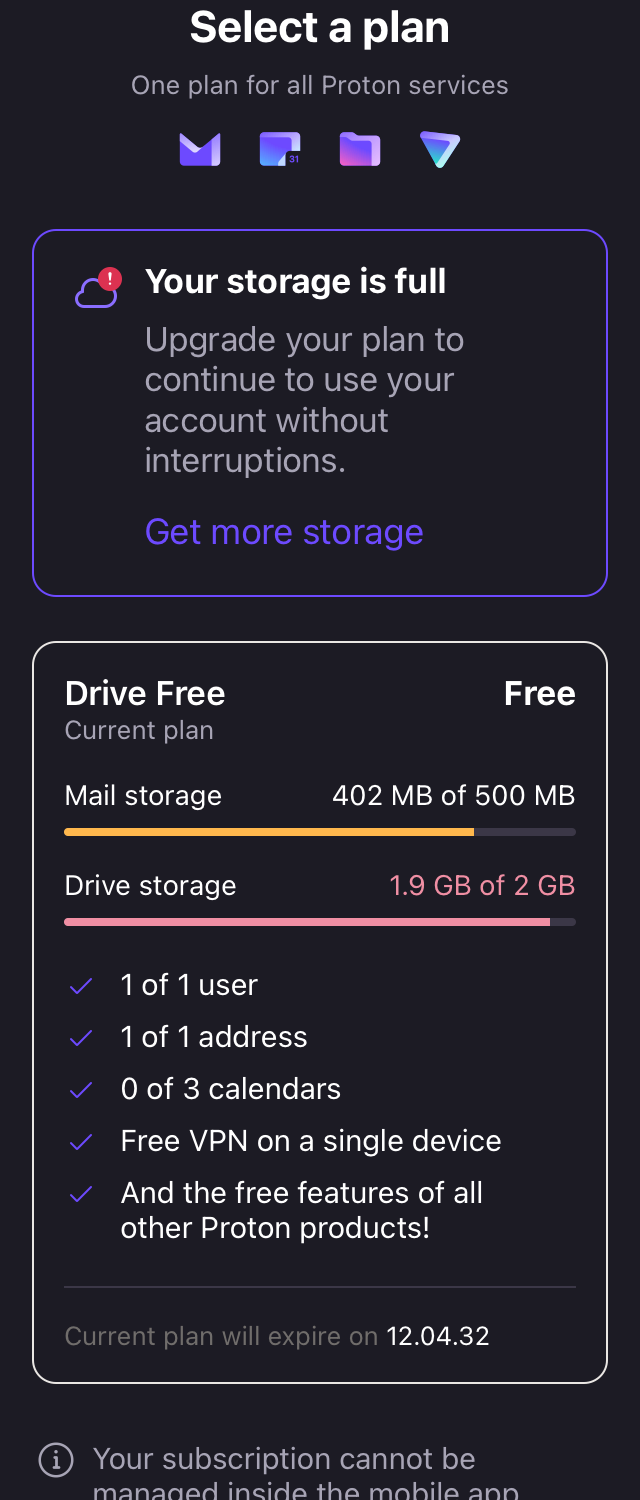 Select a plan
One plan for all Proton services
31
!
Your storage is full
Upgrade your plan to
continue to use your
account without
interruptions.
Get more storage
Drive Free Free
Current plan
Mail storage 402 MB of 500 MB
Drive storage 1.9 GB of 2 GB
1 of 1 user
1 of 1 address
0 of 3 calendars
Free VPN on a single device
And the free features of all
other Proton products!
Current plan will expire on 12.04.32
Your subscription cannot be
managed inside the mobile app